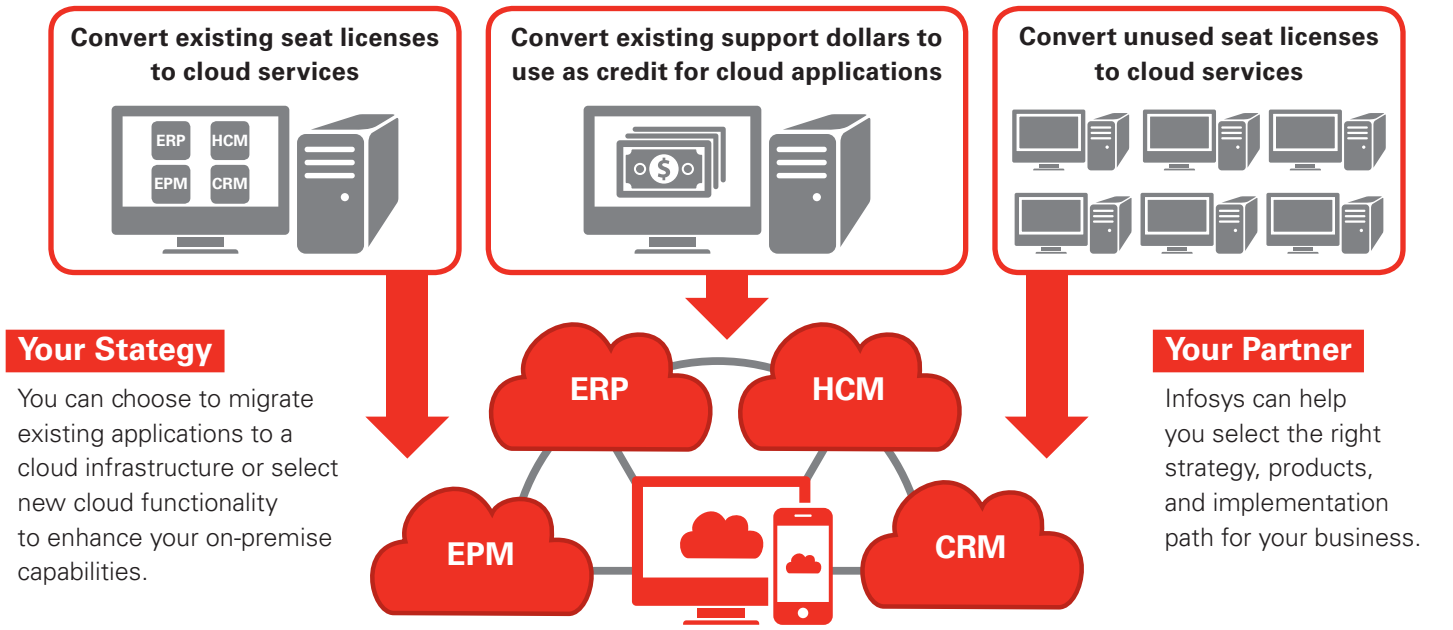 Convert existing seat licenses
to cloud services
ERP
HCM
EPM
CRM
Convert existing support dollars to
use as credit for cloud applications
$
Convert unused seat licenses
to cloud services
Your Stategy
You can choose to migrate
existing applications to a
cloud infrastructure or select
new cloud functionality
to enhance your on-premise
capabilities.
ERP
HCM
EPM
CRM
Your Partner
Infosys can help
you select the right
strategy, products,
and implementation
path for your business.